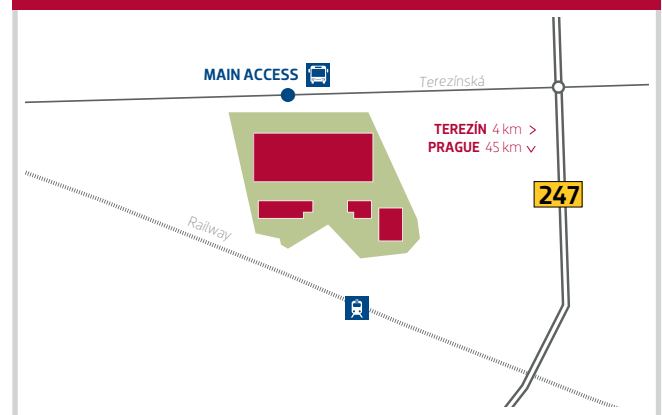 MAIN ACCESS
Terezínská
TEREZÍN 4 km >
PRAGUE 45 km
247
Railway